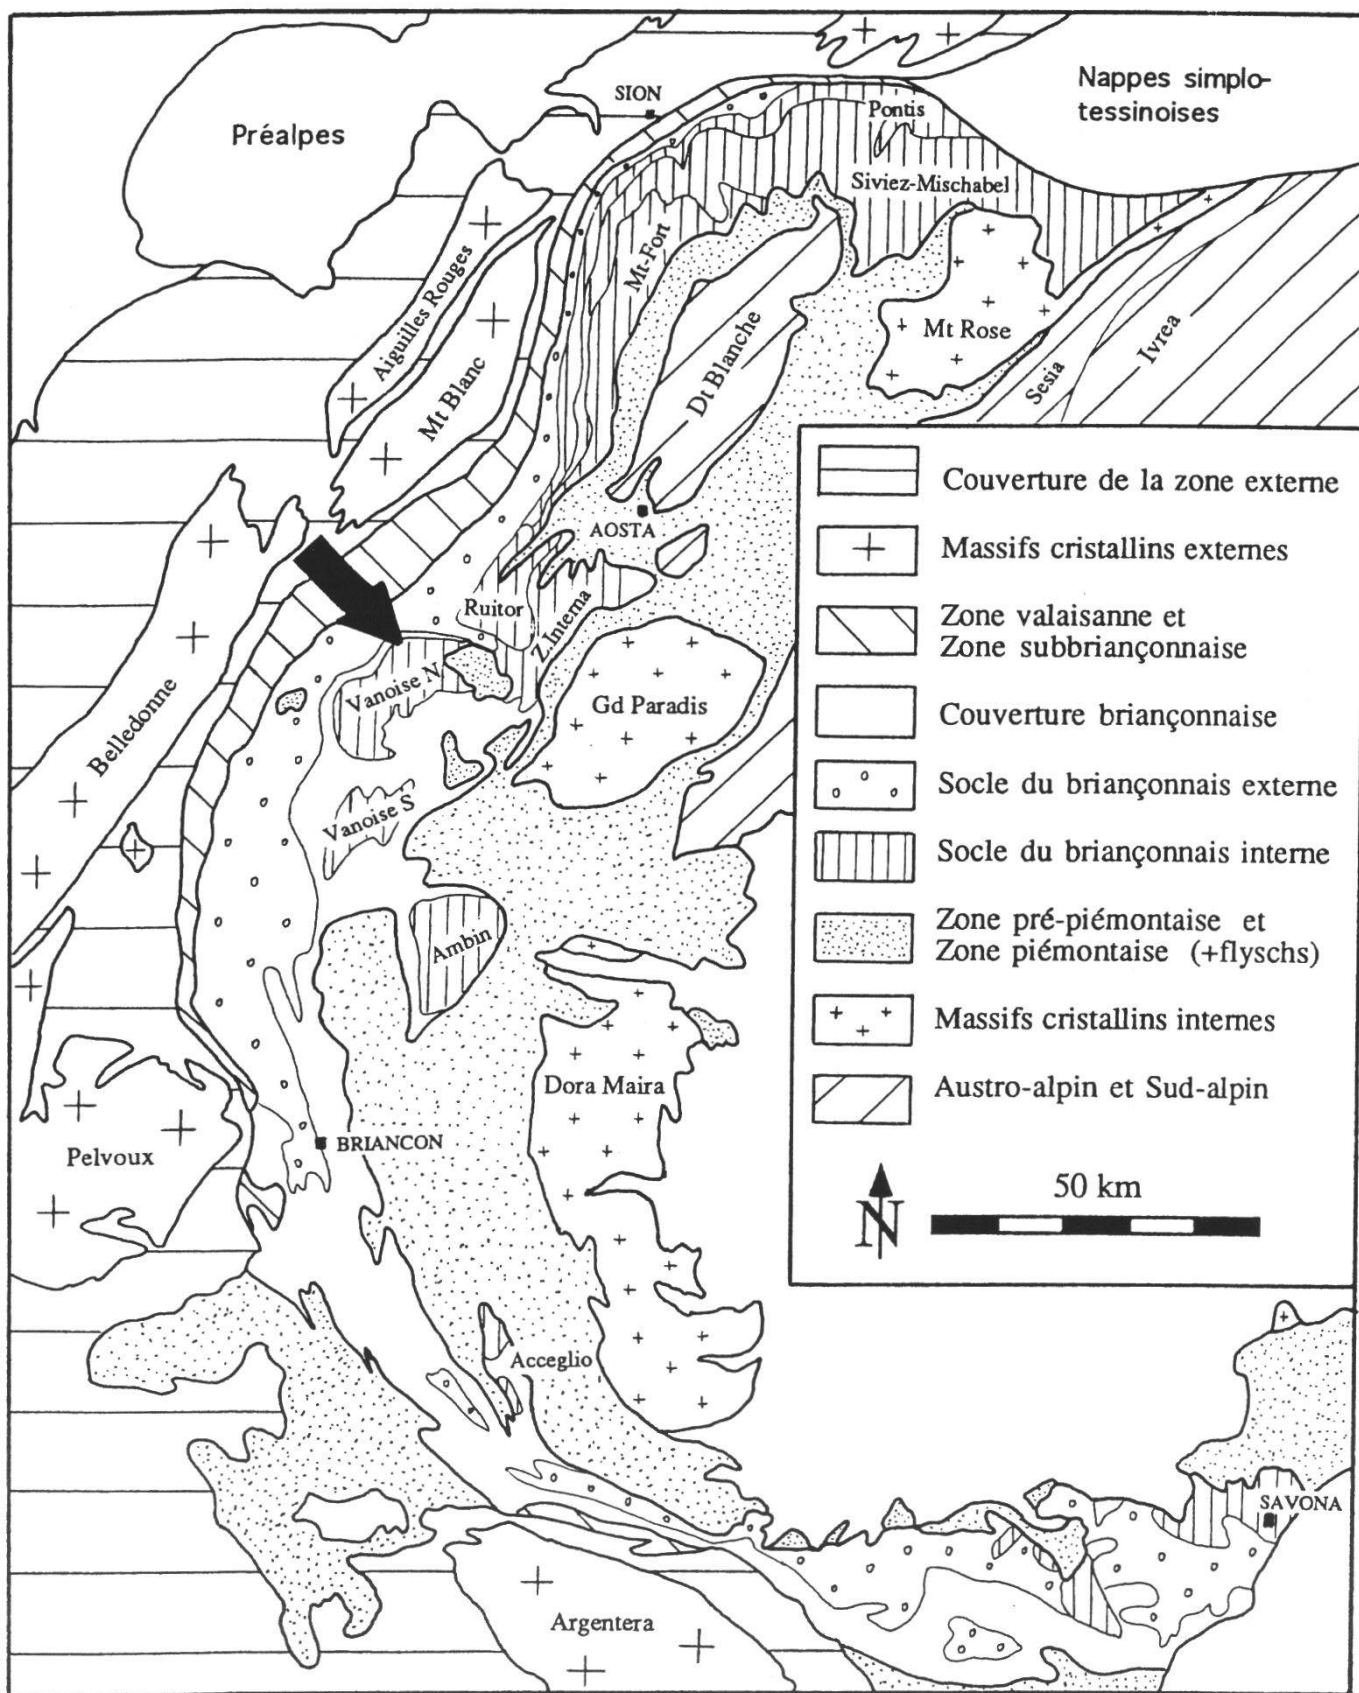 SION
Nappes simplo-
tessinoises
Préalpes
Pontis
Siviez-Mischabel
Mt-Fort
Aiguilles Rouges
Mt Blanc
Dt Blanche
Mt Rose
Sesia
Ivrea
AOSTA
Ruitor
Z. Interna
Vanoise N
Gd Paradis
Belledonne
Vanoise S
Ambin
Dora Maira
BRIANCON
Pelvoux
Acceglio
Argentera
SAVONA
Couverture de la zone externe
Massifs cristallins externes
Zone valaisanne et
Zone subbriançonnaise
Couverture briançonnaise
Socle du briançonnais externe
Socle du briançonnais interne
Zone pré-piémontaise et
Zone piémontaise (+flyschs)
Massifs cristallins internes
Austro-alpin et Sud-alpin
N
50 km